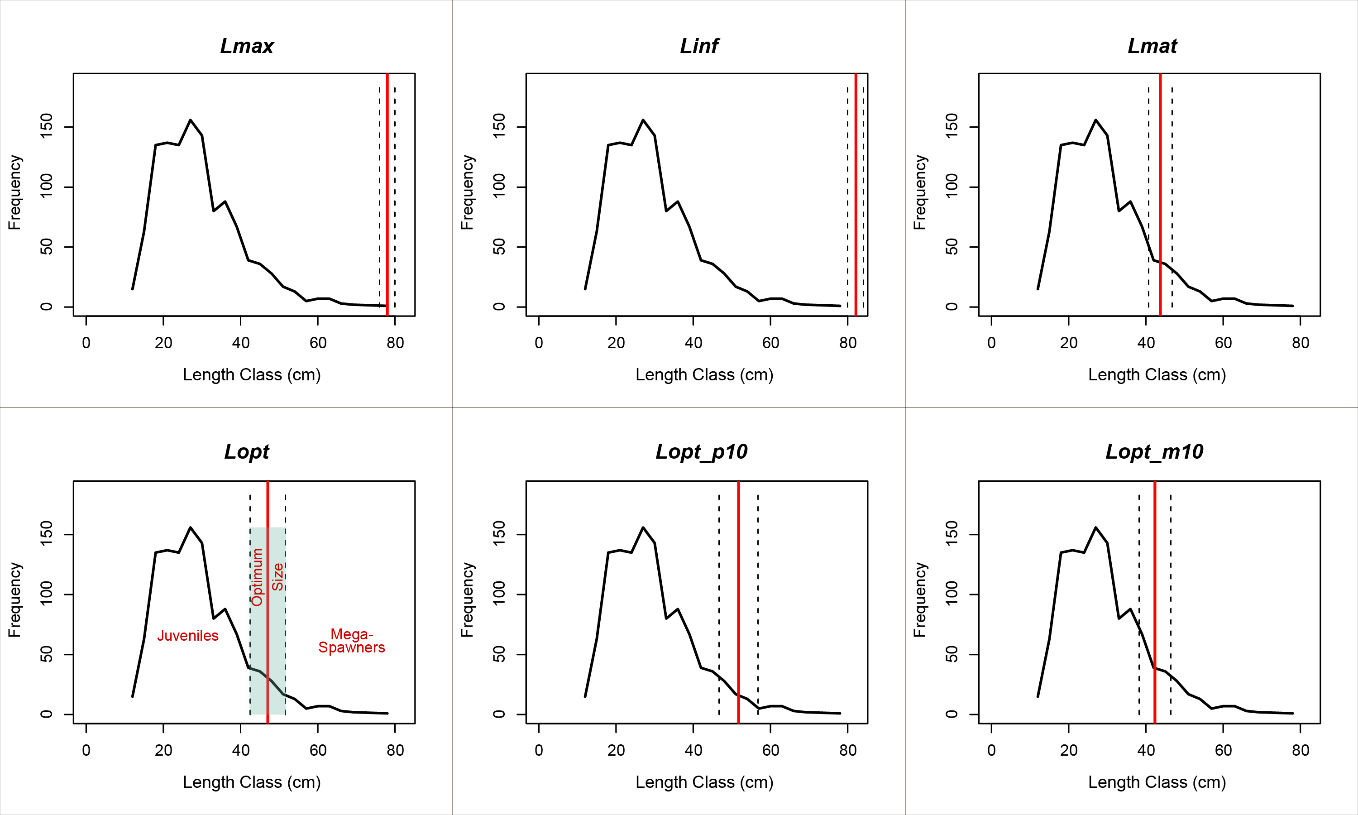 Lmax
Frequency
0
50
100
150
0 20 40 60 80
Length Class (cm)
Linf
Frequency
0
50
100
150
0 20 40 60 80
Length Class (cm)
Lmat
Frequency
0
50
100
150
0 20 40 60 80
Length Class (cm)
Lopt
Frequency
0
50
100
150
Optimum
Size
Juveniles
Mega-
Spawners
0 20 40 60 80
Length Class (cm)
Lopt_p10
Frequency
0
50
100
150
0 20 40 60 80
Length Class (cm)
Lopt_m10
Frequency
0
50
100
150
0 20 40 60 80
Length Class (cm)